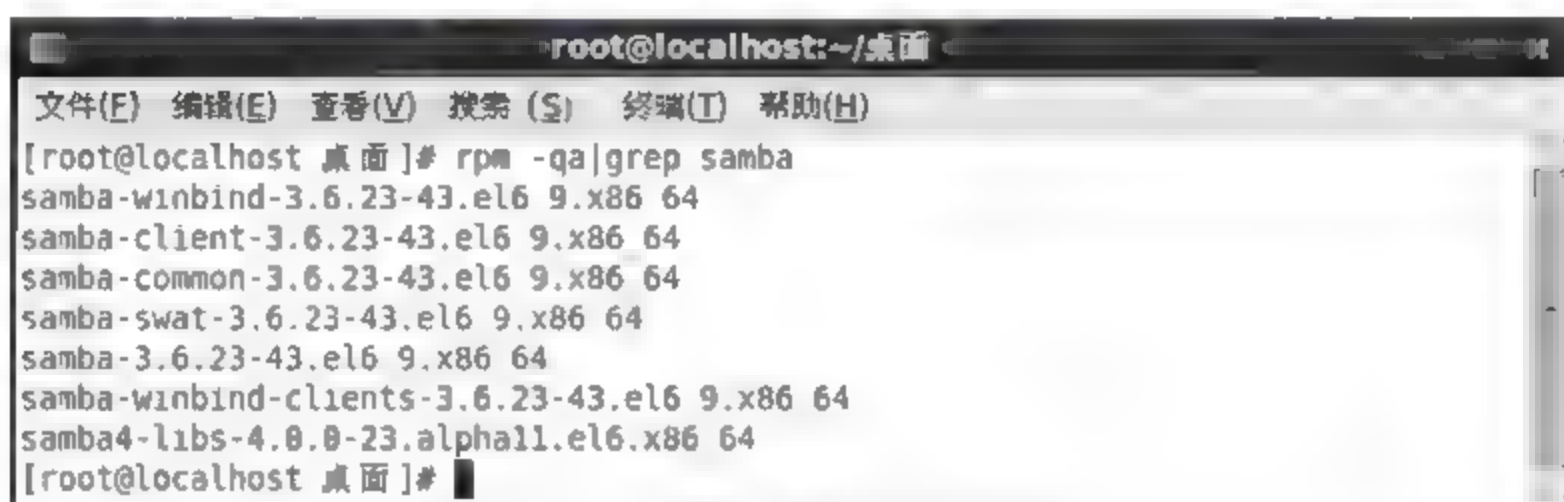 root@localhost:~/桌面
文件(F) 编辑(E) 查看(V) 搜索 (S) 终端(T) 帮助(H)
[root@localhost 桌面]# rpm -qa|grep samba
samba-winbind-3.6.23-43.el6 9.x86 64
samba-client-3.6.23-43.el6 9.x86 64
samba-common-3.6.23-43.el6 9.x86 64
samba-swat-3.6.23-43.el6 9.x86 64
samba-3.6.23-43.el6 9.x86 64
samba-winbind-clients-3.6.23-43.el6 9.x86 64
samba4-libs-4.0.0-23.alpha11.el6.x86 64
[root@localhost 桌面]#